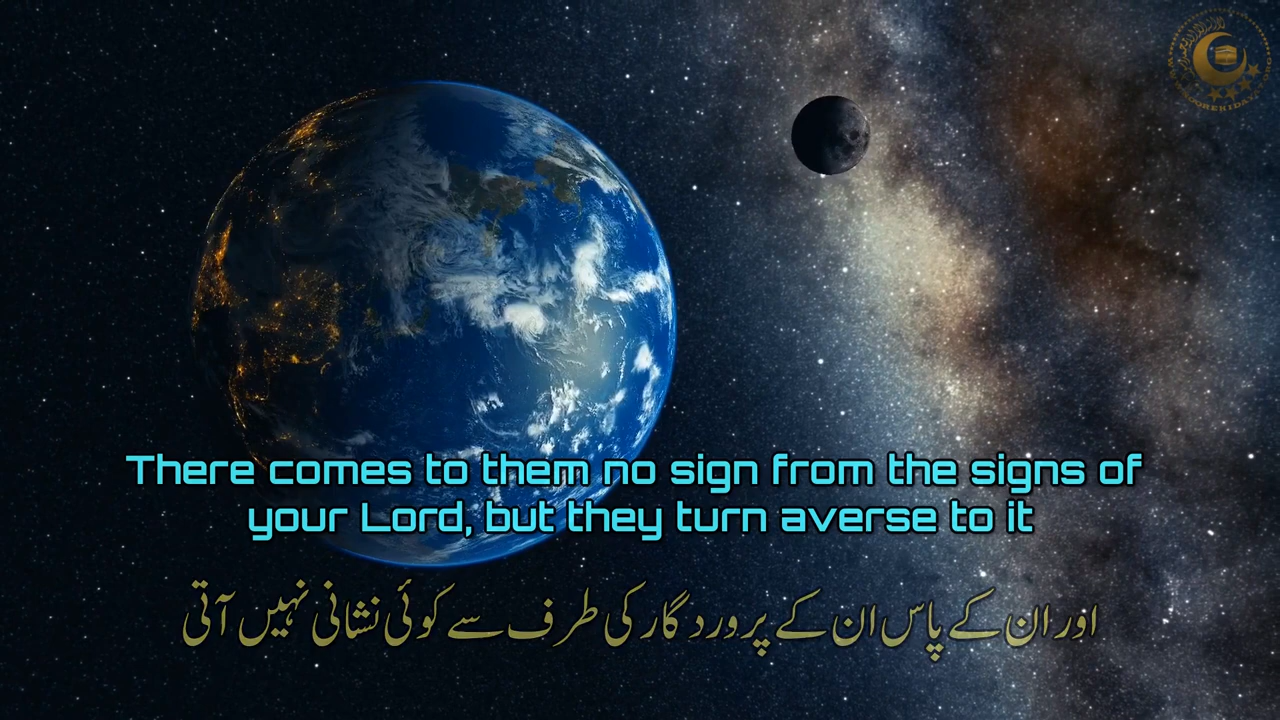 There comes to them no sign from the signs of
your Lord, but they turn averse to it
اور ان کے پاس ان کے پروردگار کی طرف سے کوئی نشانی نہیں آتی